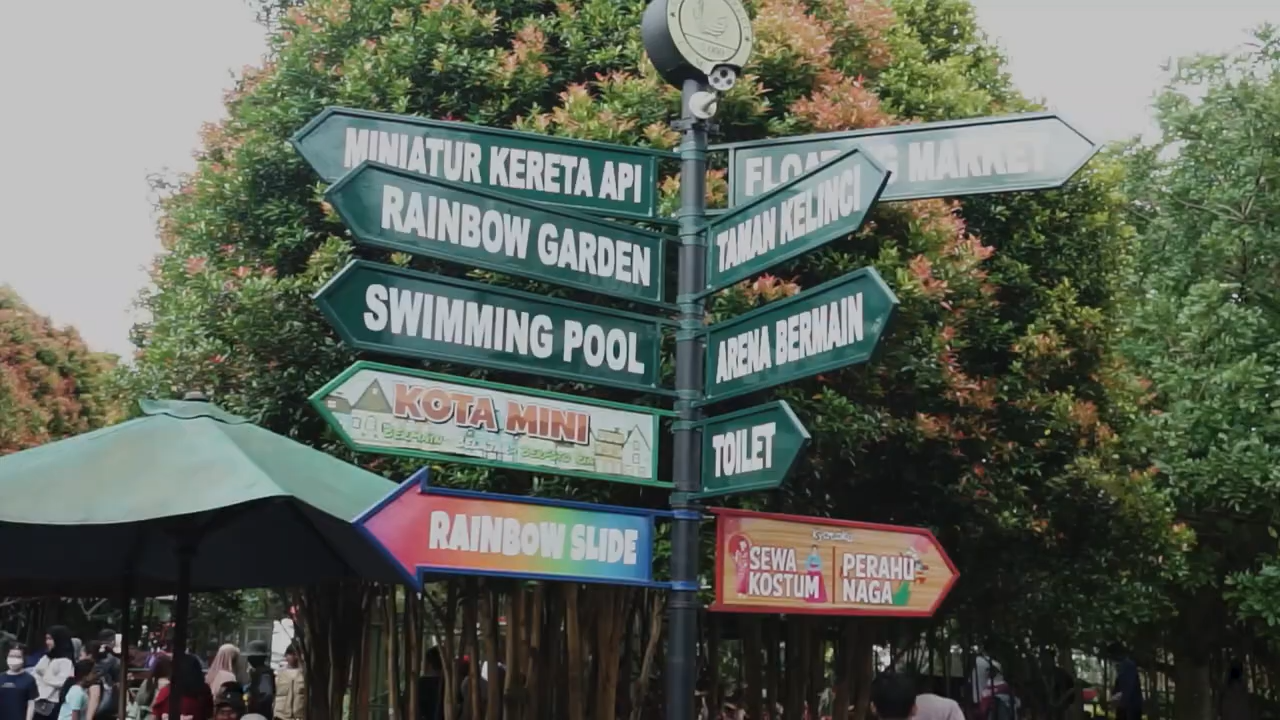 MINIATUR KERETA API
RAINBOW GARDEN
SWIMMING POOL
KOTA MINI
RAINBOW SLIDE
MARKET
TAMAN KELINCI
ARENA BERMAIN
TOILET
SEWA
KOSTUM
PERAHU
NAGA